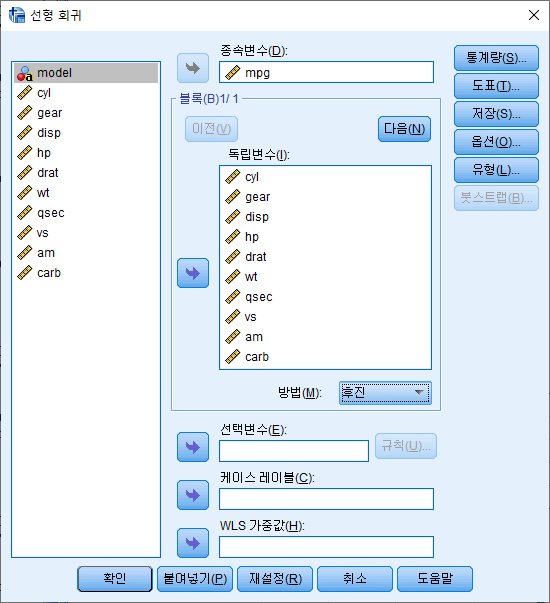 선형 회귀
model
cyl
gear
disp
hp
drat
wt
qsec
vs
am
carb
종속변수(D):
mpg
블록(B)1/ 1
이전(V)
다음(N)
독립변수(I):
cyl
gear
disp
hp
drat
wt
qsec
vs
am
carb
방법(M):
후진
선택변수(E):
규칙(U)...
케이스 레이블(C):
WLS 가중값(H):
통계량(S)...
도표(T)...
저장(S)...
옵션(O)...
유형(L)...
붓스트랩(B)...
확인
붙여넣기(P)
재설정(R)
취소
도움말